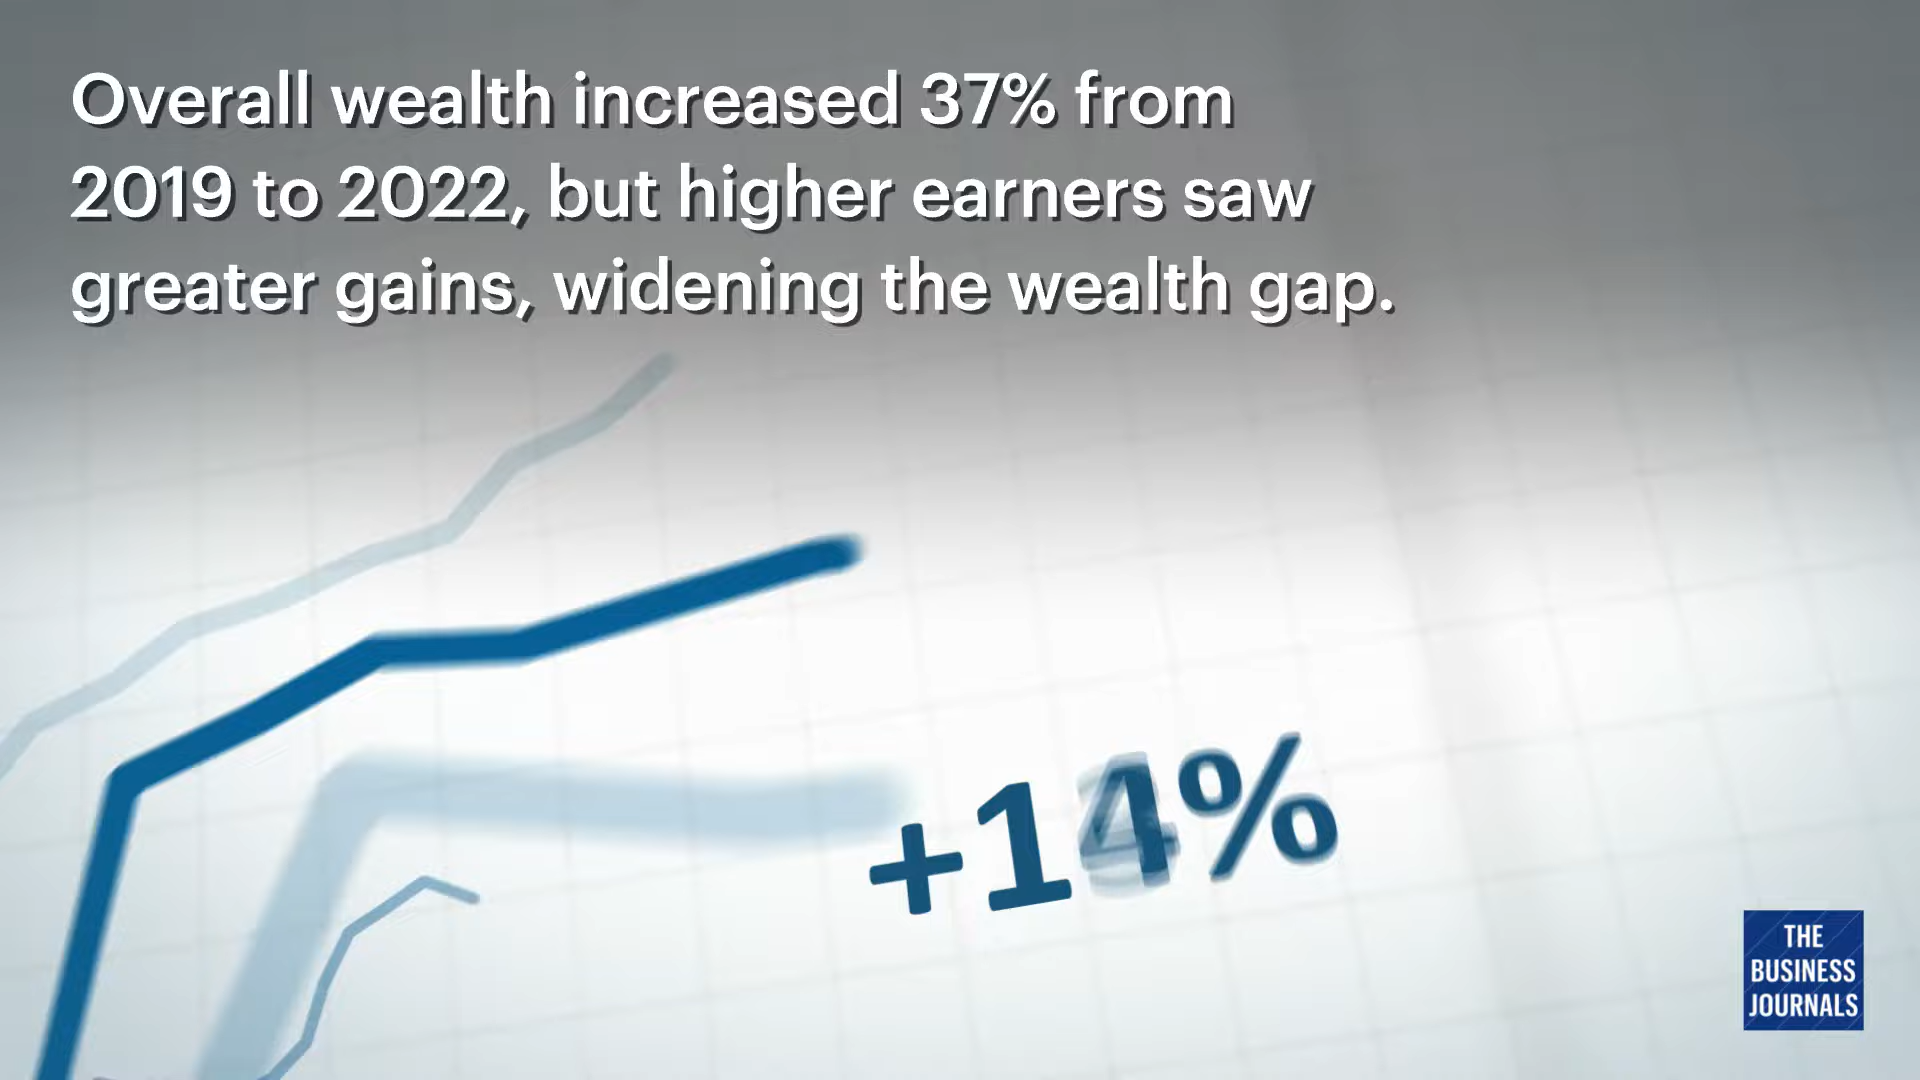 Overall wealth increased 37% from
2019 to 2022, but higher earners saw
greater gains, widening the wealth gap.
+14%
THE
BUSINESS
JOURNALS